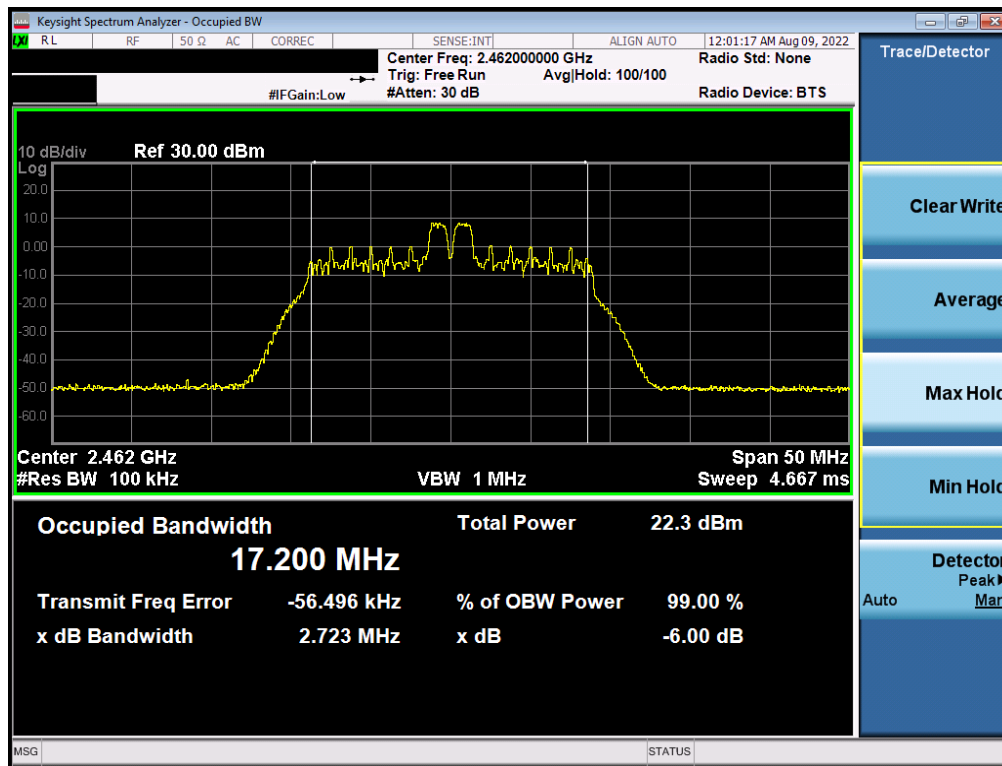 Keysight Spectrum Analyzer - Occupied BW
LXI RL RF 50 Ω AC CORREC SENSE:INT ALIGN AUTO 12:01:17 AM Aug 09, 2022
Center Freq: 2.462000000 GHz Radio Std: None
Trig: Free Run Avg|Hold: 100/100
#IFGain:Low #Atten: 30 dB Radio Device: BTS
Trace/Detector
10 dB/div Ref 30.00 dBm
Log
20.0
10.0
0.00
-10.0
-20.0
-30.0
-40.0
-50.0
-60.0
Center 2.462 GHz Span 50 MHz
#Res BW 100 kHz VBW 1 MHz Sweep 4.667 ms
Occupied Bandwidth Total Power 22.3 dBm
17.200 MHz
Transmit Freq Error -56.496 kHz % of OBW Power 99.00 %
x dB Bandwidth 2.723 MHz x dB -6.00 dB
Clear Write
Average
Max Hold
Min Hold
Detector
Peak
Auto Man
MSG STATUS